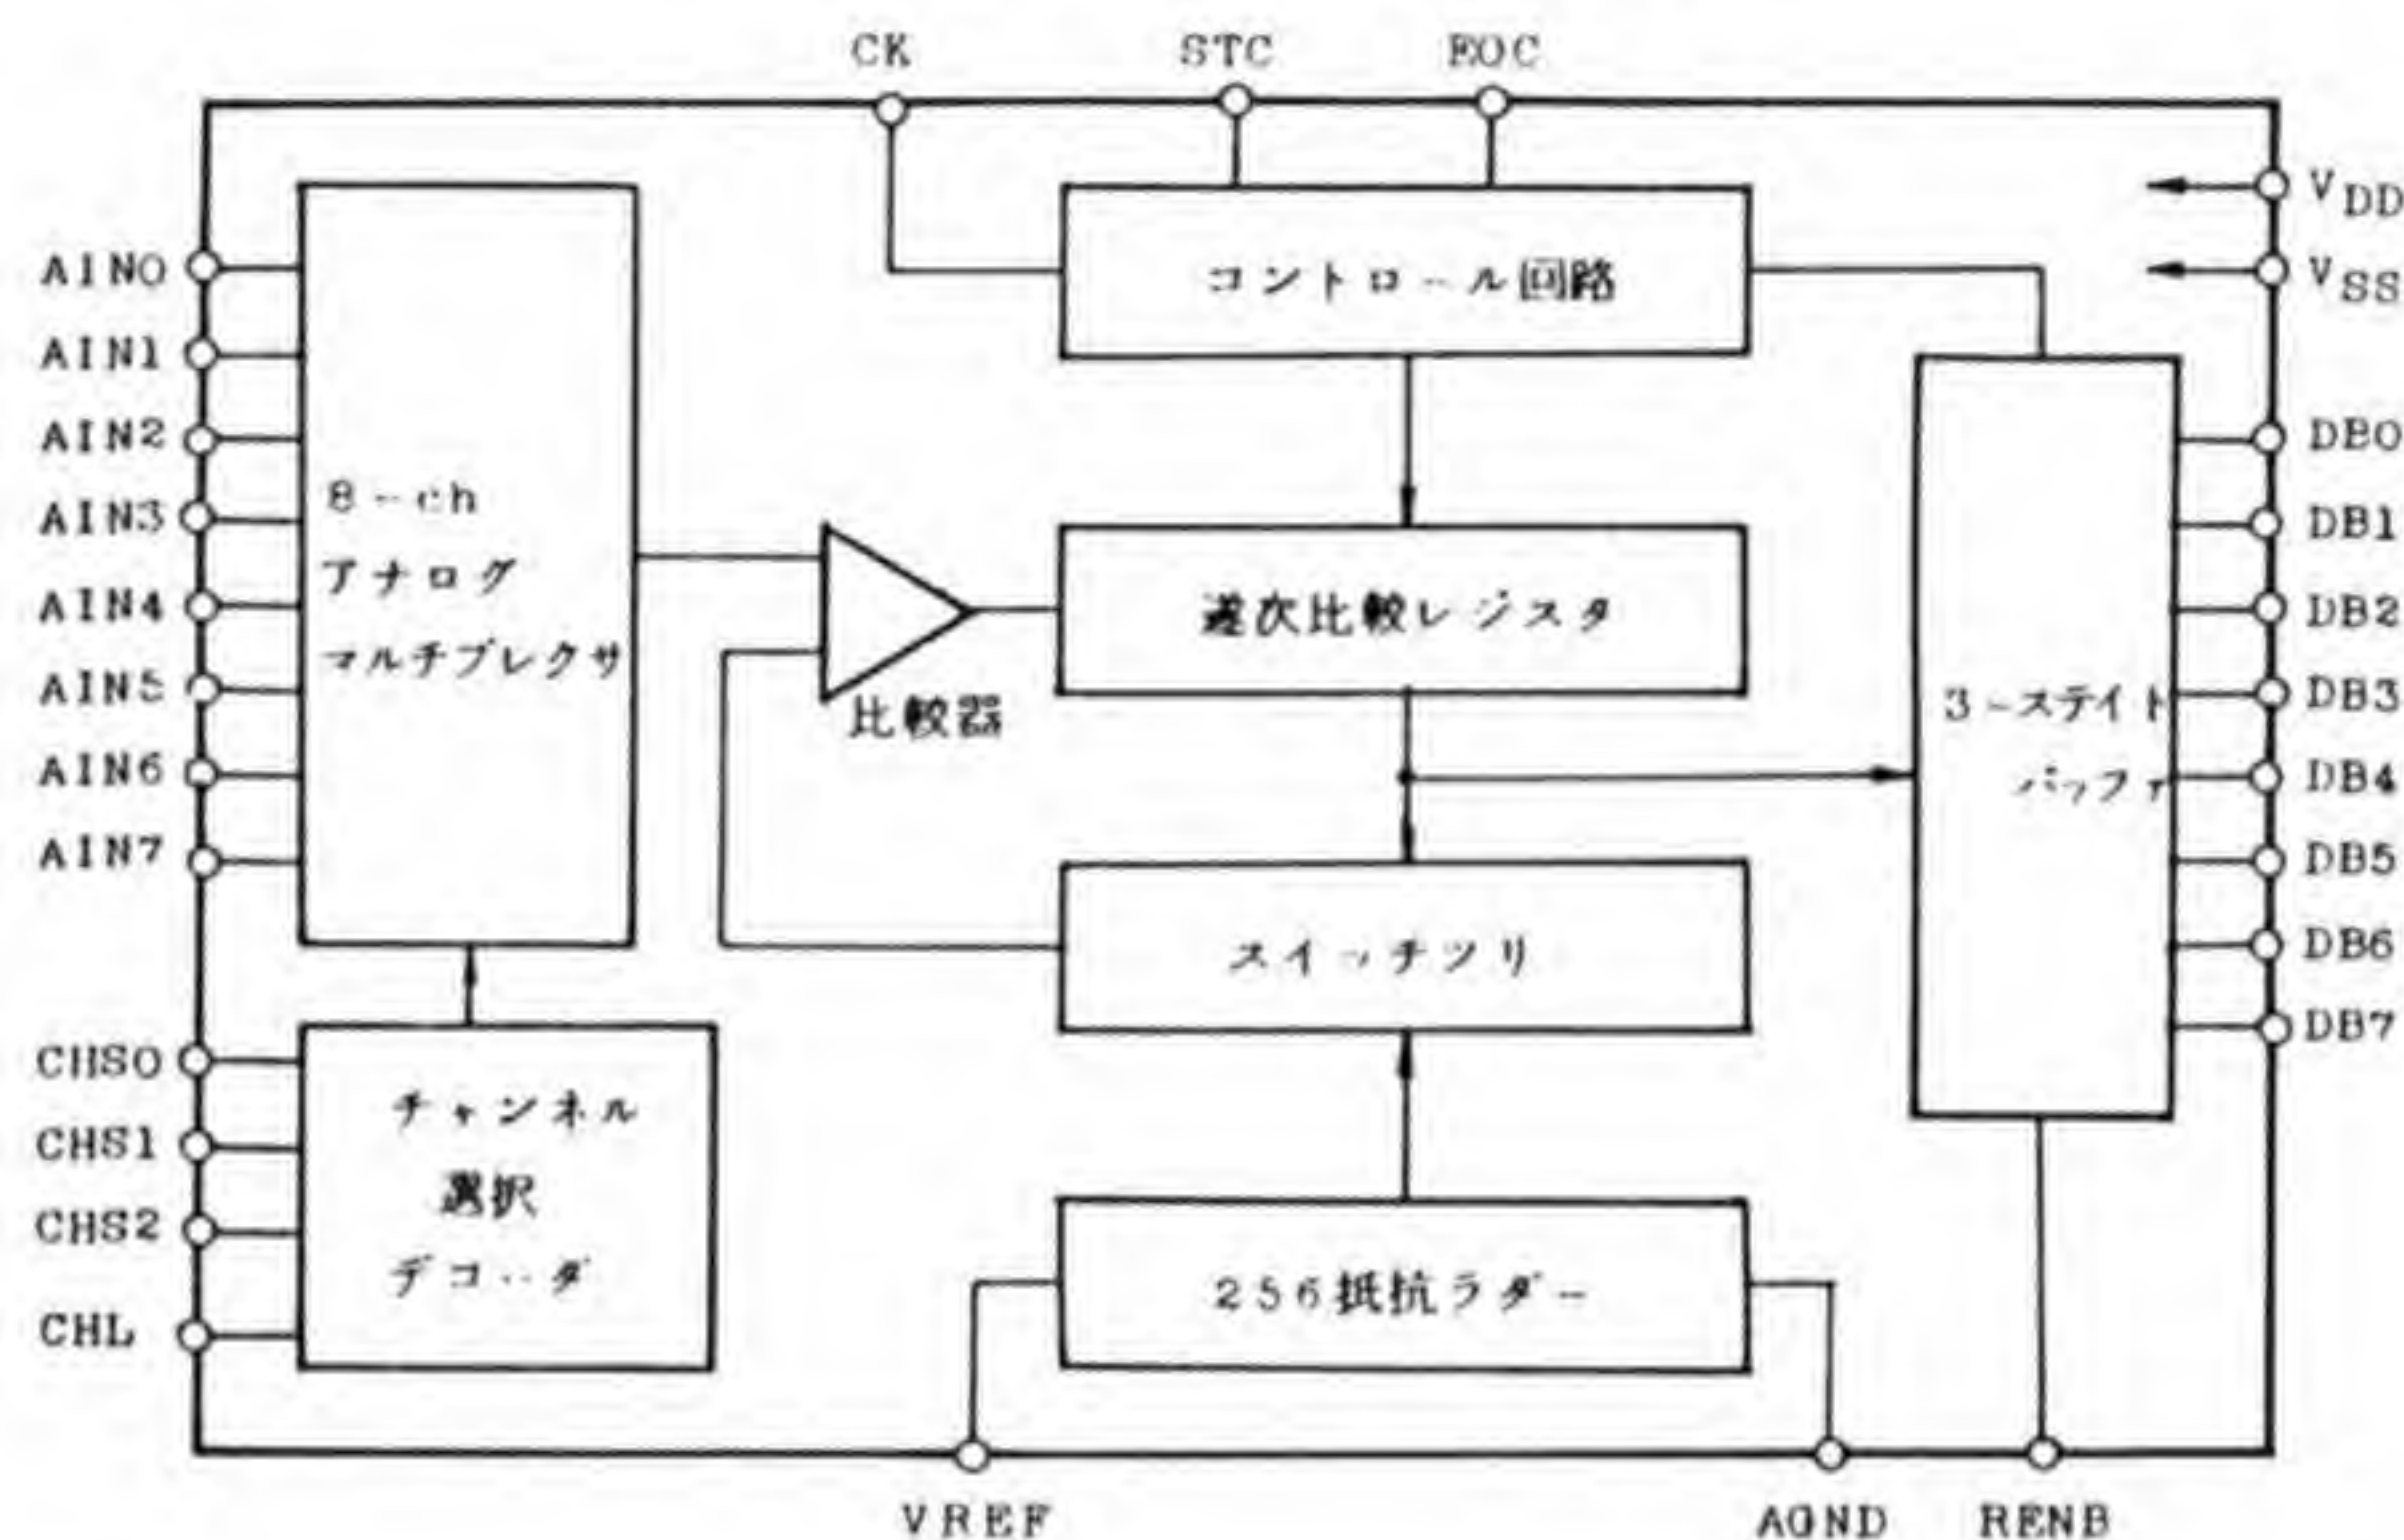 CK STC EOC
VDD
VSS
AIN0
AIN1
AIN2
AIN3
AIN4
AIN5
AIN6
AIN7
CHS0
CHS1
CHS2
CHL
8-ch
アナログ
マルチプレクサ
チャンネル
選択
デコーダ
比較器
コントロール回路
逐次比較レジスタ
スイッチツリ
256抵抗ラダー
3-ステイト
バッファ
DB0
DB1
DB2
DB3
DB4
DB5
DB6
DB7
VREF AGND RENB